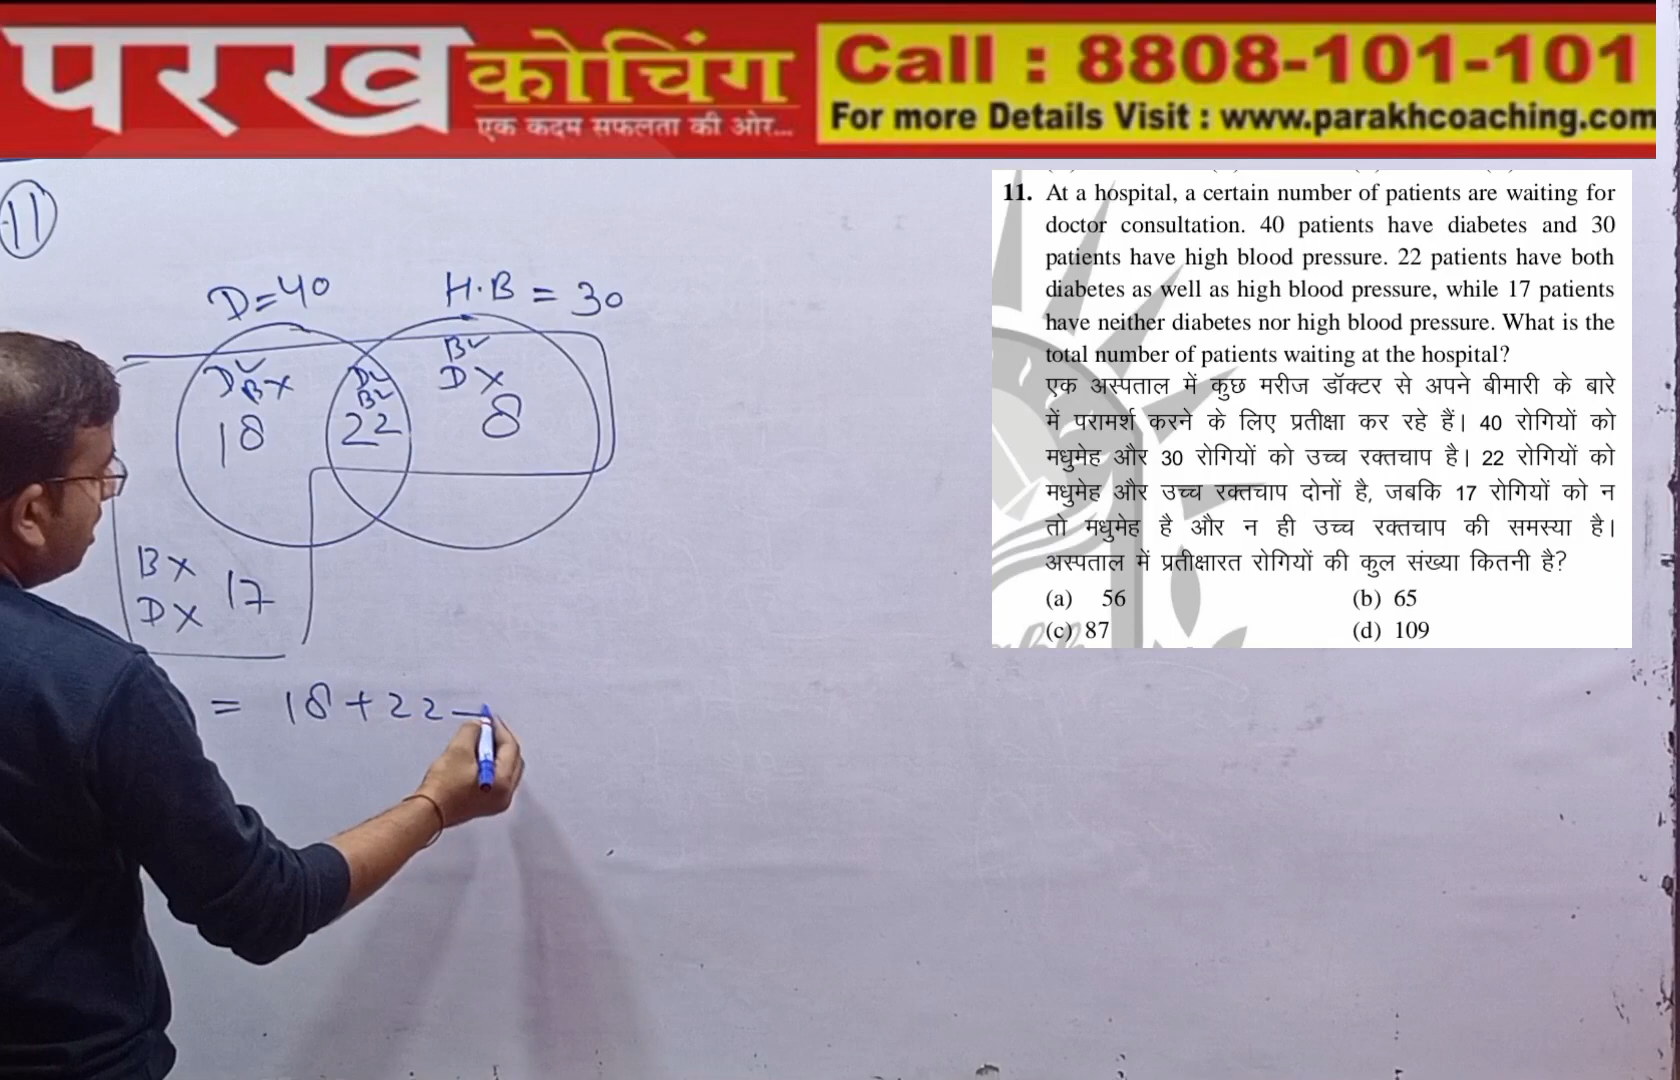 परख कोचिंग
एक कदम सफलता की ओर...
Call : 8808-101-101
For more Details Visit : www.parakhcoaching.com
11
D=40
H.B = 30
D✓
B✗
18
D✓
B✓
22
B✓
D✗
8
B✗
D✗
17
= 18+22
11. At a hospital, a certain number of patients are waiting for
doctor consultation. 40 patients have diabetes and 30
patients have high blood pressure. 22 patients have both
diabetes as well as high blood pressure, while 17 patients
have neither diabetes nor high blood pressure. What is the
total number of patients waiting at the hospital?
एक अस्पताल में कुछ मरीज डॉक्टर से अपने बीमारी के बारे
में परामर्श करने के लिए प्रतीक्षा कर रहे हैं। 40 रोगियों को
मधुमेह और 30 रोगियों को उच्च रक्तचाप है। 22 रोगियों को
मधुमेह और उच्च रक्तचाप दोनों है, जबकि 17 रोगियों को न
तो मधुमेह है और न ही उच्च रक्तचाप की समस्या है।
अस्पताल में प्रतीक्षारत रोगियों की कुल संख्या कितनी है?
(a) 56 (b) 65
(c) 87 (d) 109